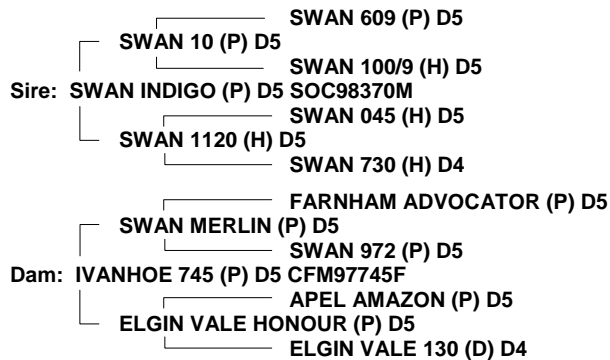 SWAN 609 (P) D5
SWAN 10 (P) D5
SWAN 100/9 (H) D5
Sire: SWAN INDIGO (P) D5 SOC98370M
SWAN 045 (H) D5
SWAN 1120 (H) D5
SWAN 730 (H) D4
FARNHAM ADVOCATOR (P) D5
SWAN MERLIN (P) D5
SWAN 972 (P) D5
Dam: IVANHOE 745 (P) D5 CFM97745F
APEL AMAZON (P) D5
ELGIN VALE HONOUR (P) D5
ELGIN VALE 130 (D) D4